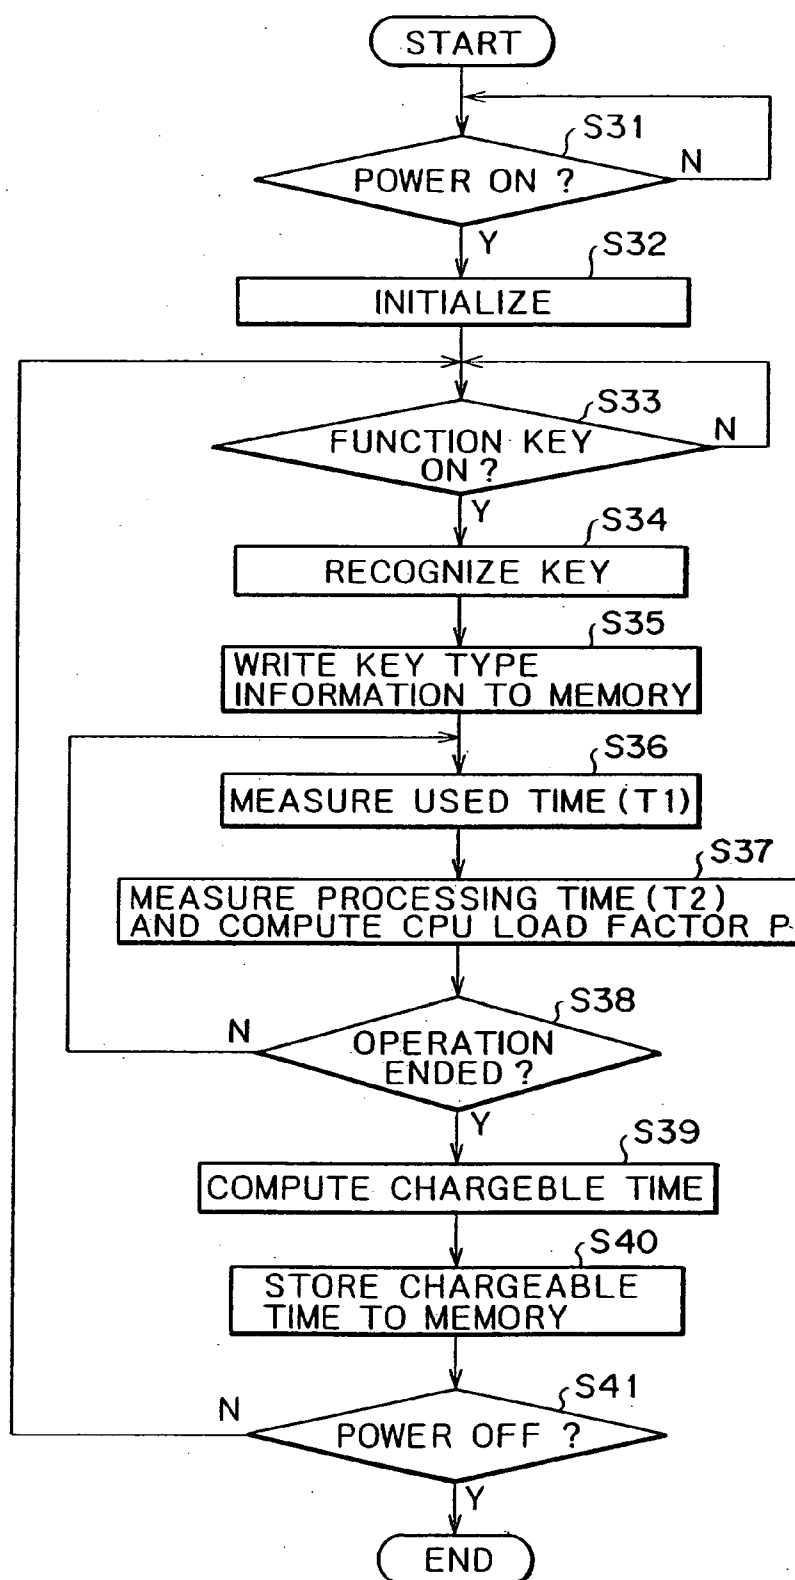 START
S31
POWER ON ?
N
Y
S32
INITIALIZE
S33
FUNCTION KEY
ON ?
N
Y
S34
RECOGNIZE KEY
S35
WRITE KEY TYPE
INFORMATION TO MEMORY
S36
MEASURE USED TIME (T1)
S37
MEASURE PROCESSING TIME (T2)
AND COMPUTE CPU LOAD FACTOR P
S38
N
OPERATION
ENDED ?
Y
S39
COMPUTE CHARGEBLE TIME
S40
STORE CHARGEABLE
TIME TO MEMORY
S41
N
POWER OFF ?
Y
END